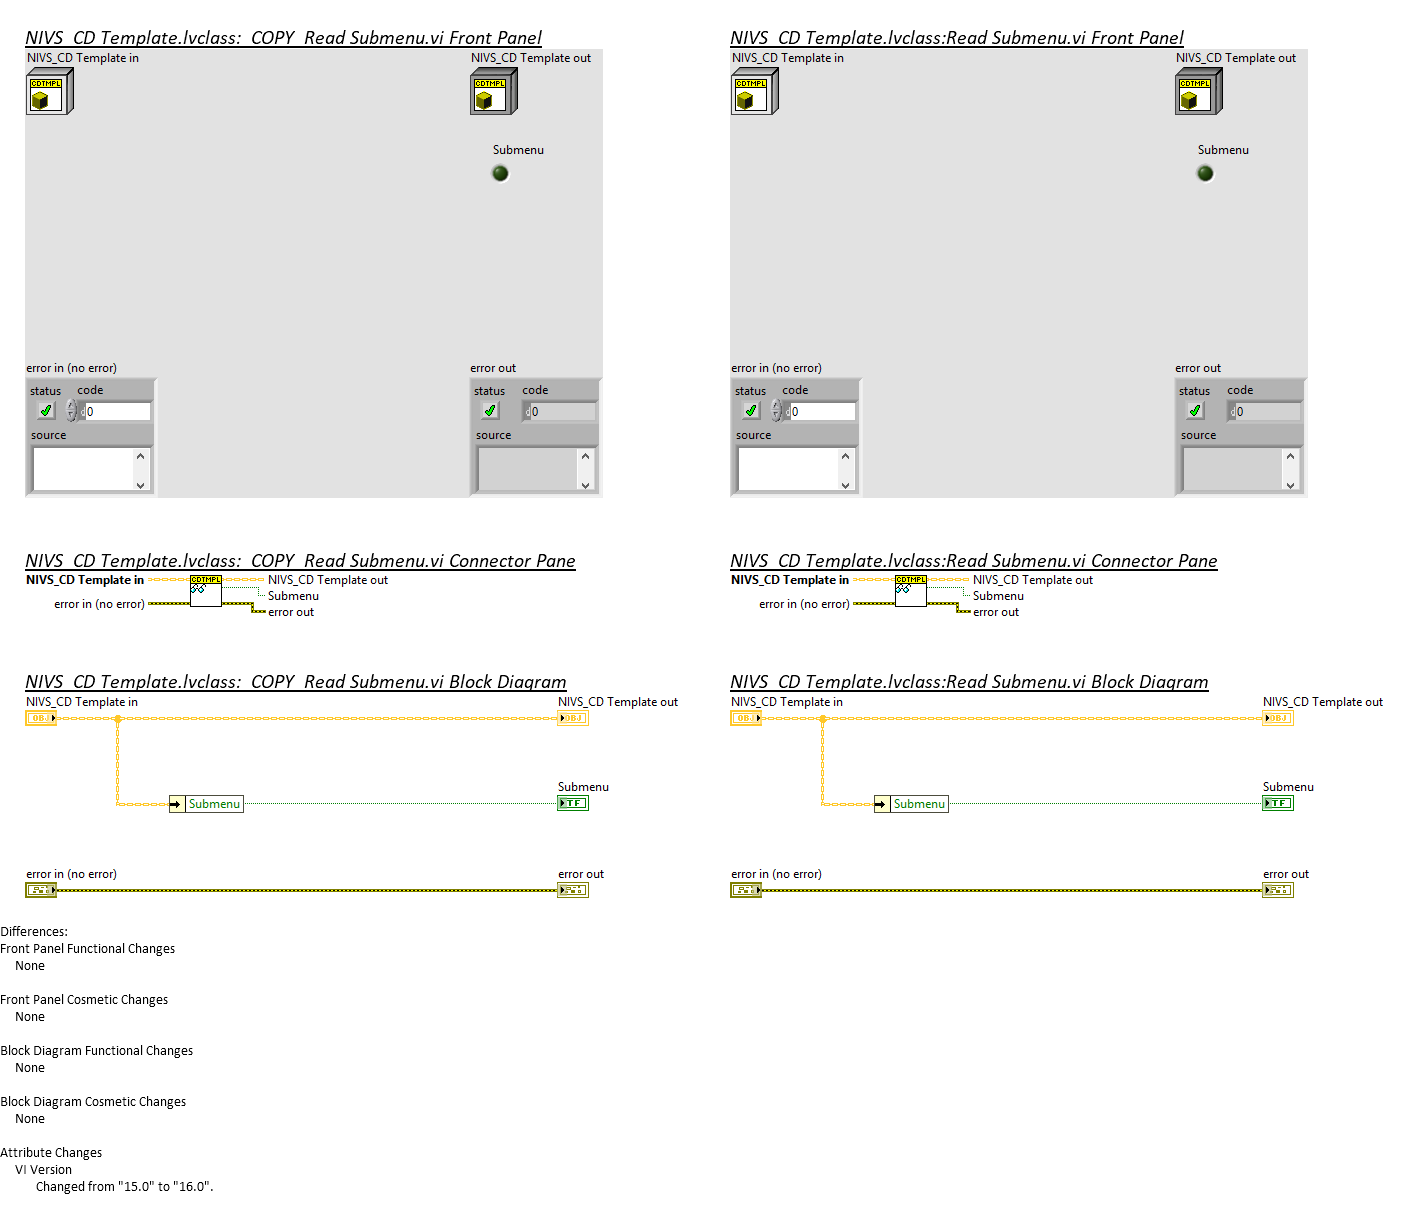 NIVS_CD Template.lvclass:_COPY_Read Submenu.vi Front Panel
NIVS_CD Template in
NIVS_CD Template out
CDTMPL
CDTMPL
Submenu
error in (no error)
error out
status code
d 0
source
status code
d 0
source
NIVS_CD Template.lvclass:Read Submenu.vi Front Panel
NIVS_CD Template in
NIVS_CD Template out
CDTMPL
CDTMPL
Submenu
error in (no error)
error out
status code
d 0
source
status code
d 0
source
NIVS_CD Template.lvclass:_COPY_Read Submenu.vi Connector Pane
NIVS_CD Template in
CDTMPL
NIVS_CD Template out
Submenu
error in (no error)
error out
NIVS_CD Template.lvclass:Read Submenu.vi Connector Pane
NIVS_CD Template in
CDTMPL
NIVS_CD Template out
Submenu
error in (no error)
error out
NIVS_CD Template.lvclass:_COPY_Read Submenu.vi Block Diagram
NIVS_CD Template in
NIVS_CD Template out
OBJ
OBJ
Submenu
Submenu
TF
error in (no error)
error out
NIVS_CD Template.lvclass:Read Submenu.vi Block Diagram
NIVS_CD Template in
NIVS_CD Template out
OBJ
OBJ
Submenu
Submenu
TF
error in (no error)
error out
Differences:
Front Panel Functional Changes
None
Front Panel Cosmetic Changes
None
Block Diagram Functional Changes
None
Block Diagram Cosmetic Changes
None
Attribute Changes
VI Version
Changed from "15.0" to "16.0".